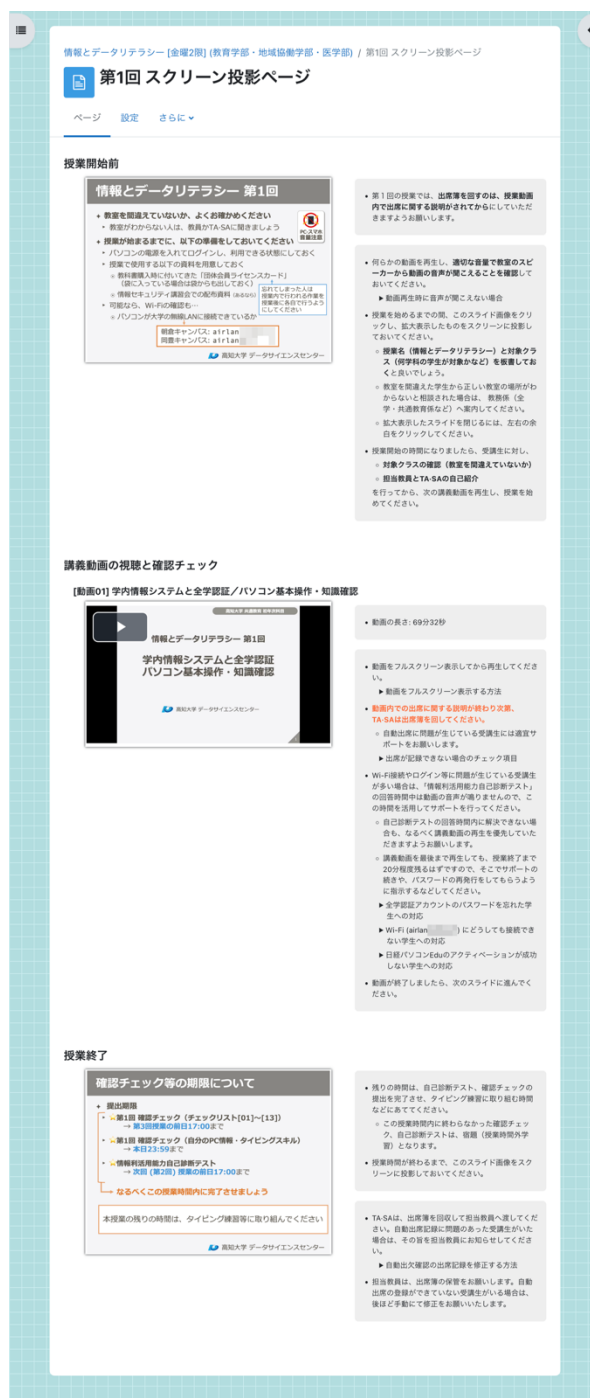 情報とデータリテラシー [金曜2限] (教育学部・地域協働学部・医学部) / 第1回 スクリーン投影ページ
第1回 スクリーン投影ページ
ページ 設定 さらに
授業開始前
情報とデータリテラシー 第1回
+ 教室を間違えていないか、よくお確かめください
• 教室がわからない人は、教員かTA·SAに聞きましょう
PC·スマホ
音量注意
+ 授業が始まるまでに、以下の準備をしておいてください
• パソコンの電源を入れてログインし、利用できる状態にしておく
• 授業で使用する以下の資料を用意しておく
教科書購入時に付いてきた「団体会員ライセンスカード」
(袋に入っている場合は袋からも出しておく)
情報セキュリティ講習会での配布資料 (あるなら)
忘れてしまった人は
授業内で行われる作業を
授業後に各自で行うよう
にしてください
• 可能なら、Wi-Fiの確認も…
パソコンが大学の無線LANに接続できているか
朝倉キャンパス: airlan
岡豊キャンパス: airlan
高知大学 データサイエンスセンター
• 第1回の授業では、出席簿を回すのは、授業動画
内で出席に関する説明がされてからにしていただ
きますようお願いします。
• 何らかの動画を再生し、適切な音量で教室のスピ
ーカーから動画の音声が聞こえることを確認して
おいてください。
▶ 動画再生時に音声が聞こえない場合
• 授業を始めるまでの間、このスライド画像をクリ
ックし、拡大表示したものをスクリーンに投影し
ておいてください。
○ 授業名（情報とデータリテラシー）と対象クラ
ス（何学科の学生が対象かなど）を板書してお
くと良いでしょう。
○ 教室を間違えた学生から正しい教室の場所がわ
からないと相談された場合は、教務係（全
学・共通教育係など）へ案内してください。
○ 拡大表示したスライドを閉じるには、左右の余
白をクリックしてください。
• 授業開始の時間になりましたら、受講生に対し、
○ 対象クラスの確認（教室を間違えていないか）
○ 担当教員とTA·SAの自己紹介
を行ってから、次の講義動画を再生し、授業を始
めてください。
講義動画の視聴と確認チェック
[動画01] 学内情報システムと全学認証／パソコン基本操作・知識確認
高知大学 共通教育 初年次科目
情報とデータリテラシー 第1回
学内情報システムと全学認証
パソコン基本操作・知識確認
高知大学 データサイエンスセンター
• 動画の長さ: 69分32秒
• 動画をフルスクリーン表示してから再生してくださ
い。
▶ 動画をフルスクリーン表示する方法
• 動画内での出席に関する説明が終わり次第、
TA·SAは出席簿を回してください。
○ 自動出席に問題が生じている受講生には適宜サ
ポートをお願いします。
▶ 出席が記録できない場合のチェック項目
• Wi-Fi接続やログイン等に問題が生じている受講生
が多い場合は、「情報利活用能力自己診断テスト」
の回答時間中は動画の音声が鳴りませんので、こ
の時間を活用してサポートを行ってください。
○ 自己診断テストの回答時間内に解決できない場
合も、なるべく講義動画の再生を優先していた
だきますようお願いします。
○ 講義動画を最後まで再生しても、授業終了まで
20分程度残るはずですので、そこでサポートの
続きや、パスワードの再発行をしてもらうよう
に指示するなどしてください。
▶ 全学認証アカウントのパスワードを忘れた学
生への対応
▶ Wi-Fi (airlan ) にどうしても接続でき
ない学生への対応
▶ 日経パソコンEduのアクティベーションが成功
しない学生への対応
• 動画が終了しましたら、次のスライドに進んでく
ださい。
授業終了
確認チェック等の期限について
+ 提出期限
• 第1回 確認チェック（チェックリスト[01]～[13]）
→ 第3回授業の前日17:00まで
• 第1回 確認チェック（自分のPC情報・タイピングスキル）
→ 本日23:59まで
• 情報利活用能力自己診断テスト
→ 次回 (第2回) 授業の前日17:00まで
なるべくこの授業時間内に完了させましょう
本授業の残りの時間は、タイピング練習等に取り組んでください
高知大学 データサイエンスセンター
• 残りの時間は、自己診断テスト、確認チェックの
提出を完了させ、タイピング練習に取り組む時間
などにあててください。
○ この授業時間内に終わらなかった確認チェッ
ク、自己診断テストは、宿題（授業時間外学
習）となります。
• 授業時間が終わるまで、このスライド画像をスク
リーンに投影しておいてください。
• TA·SAは、出席簿を回収して担当教員へ渡してくだ
さい。自動出席記録に問題のあった受講生がいた
場合は、その旨を担当教員にお知らせしてくださ
い。
▶ 自動出欠確認の出席記録を修正する方法
• 担当教員は、出席簿の保管をお願いします。自動
出席の登録ができていない受講生がいる場合は、
後ほど手動にて修正をお願いいたします。